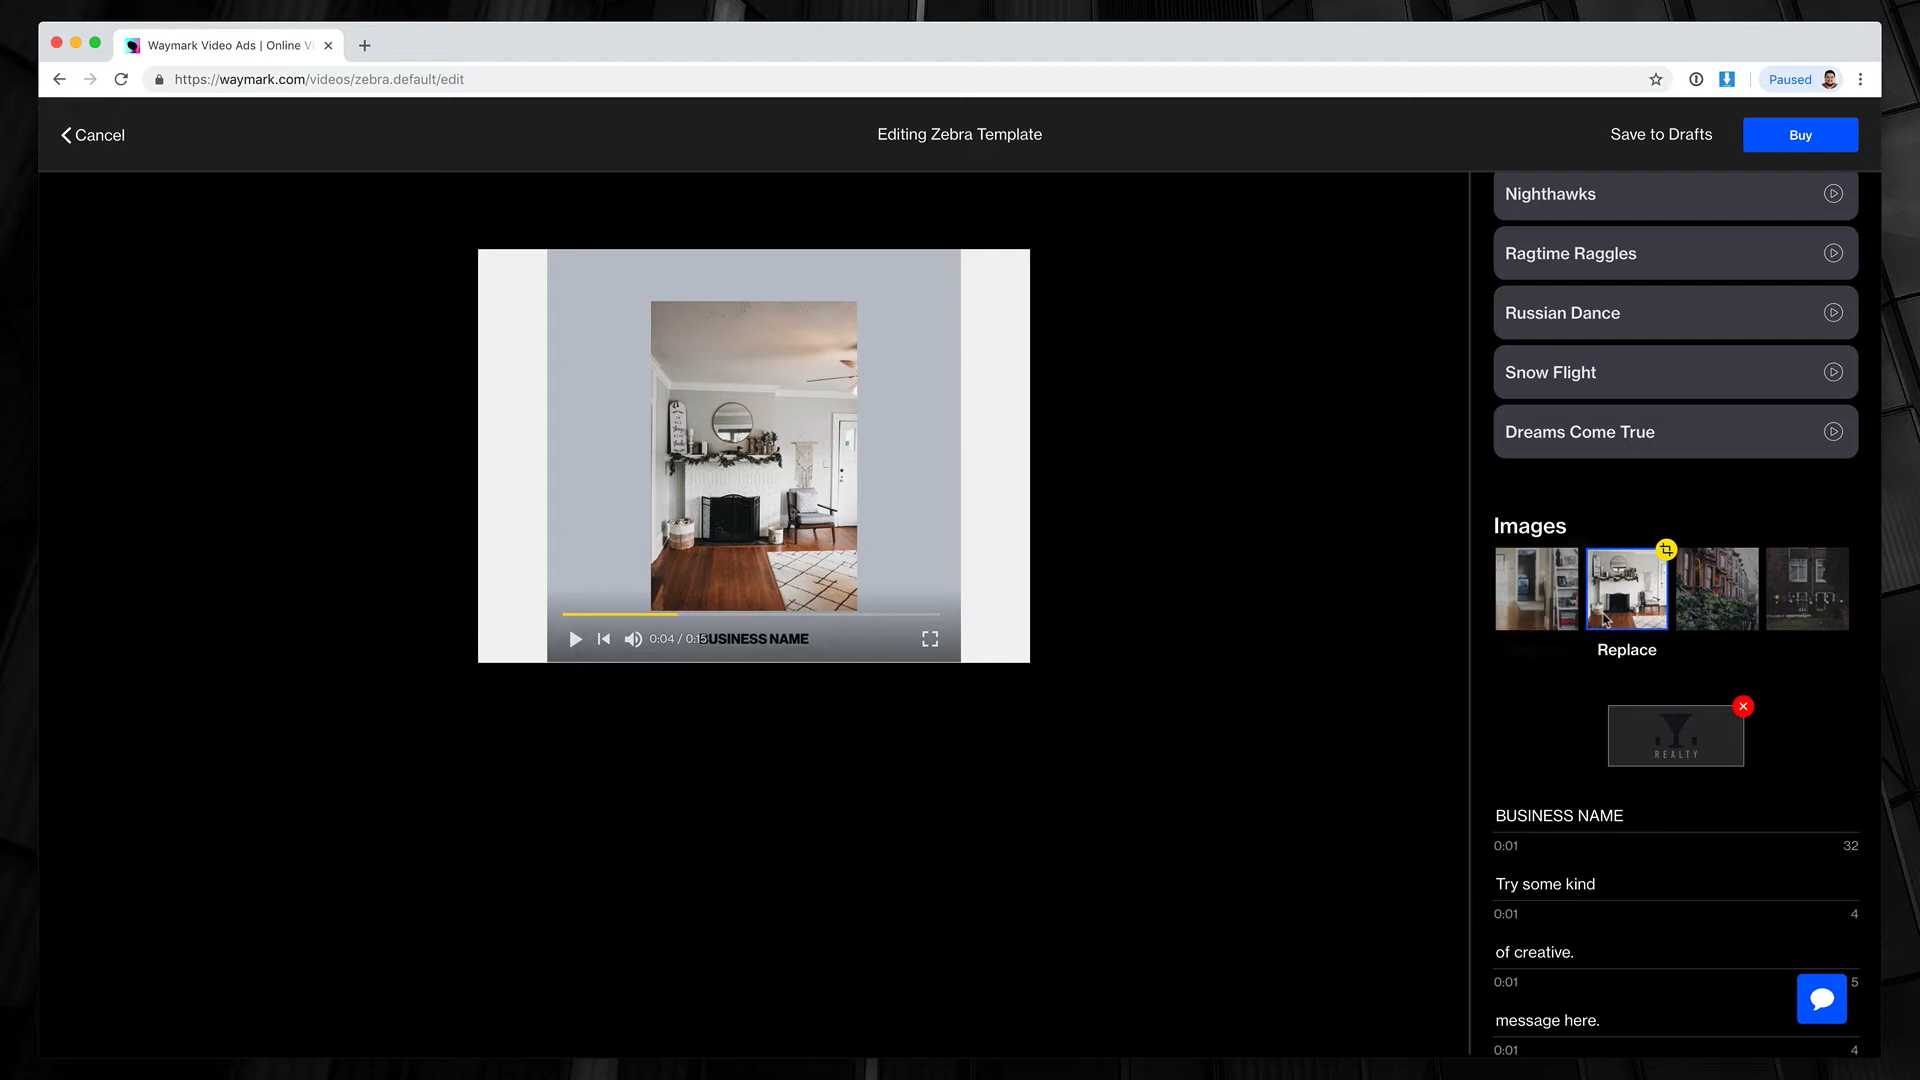 Waymark Video Ads | Online Vi
https://waymark.com/videos/zebra.default/edit
Paused
Cancel
Editing Zebra Template
Save to Drafts
Buy
Nighthawks
Ragtime Raggles
Russian Dance
Snow Flight
Dreams Come True
0:04 / 0:15
BUSINESS NAME
Images
Replace
REALTY
BUSINESS NAME
0:01 32
Try some kind
0:01 4
of creative.
0:01 5
message here.
0:01 4